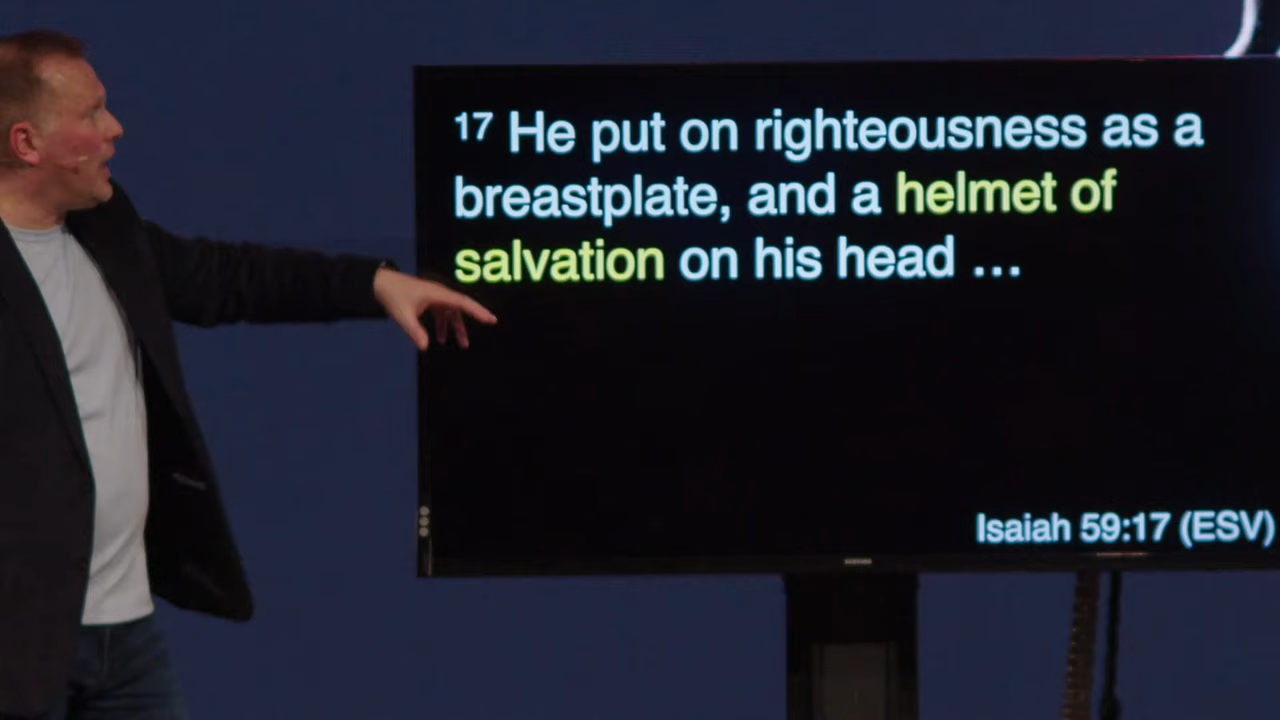 17 He put on righteousness as a
breastplate, and a helmet of
salvation on his head ...
Isaiah 59:17 (ESV)